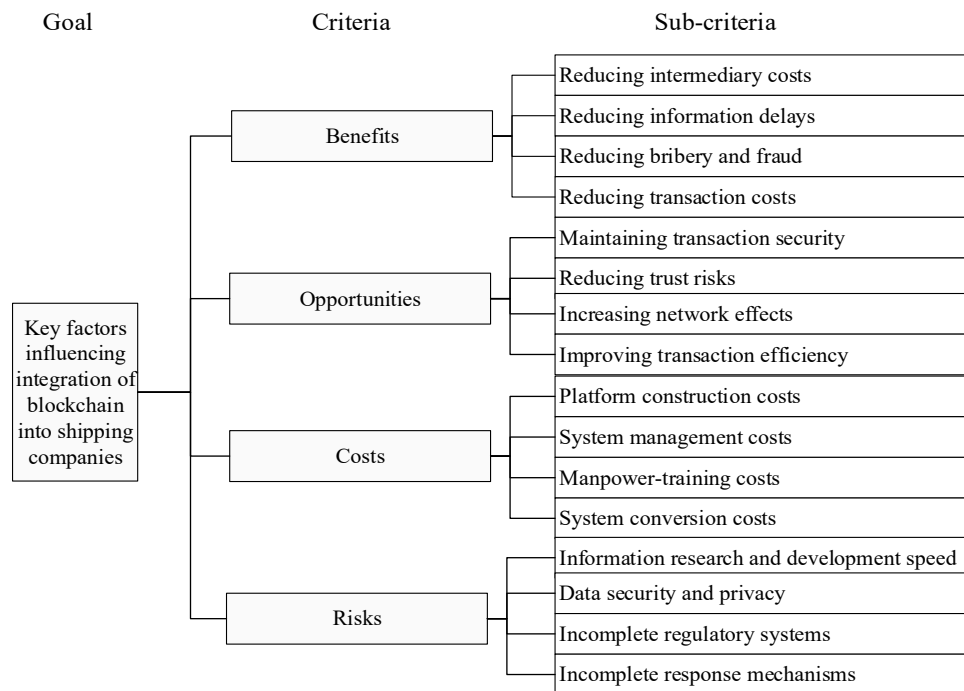 Goal
Criteria
Sub-criteria
Key factors
influencing
integration of
blockchain
into shipping
companies
Benefits
Reducing intermediary costs
Reducing information delays
Reducing bribery and fraud
Reducing transaction costs
Opportunities
Maintaining transaction security
Reducing trust risks
Increasing network effects
Improving transaction efficiency
Costs
Platform construction costs
System management costs
Manpower-training costs
System conversion costs
Risks
Information research and development speed
Data security and privacy
Incomplete regulatory systems
Incomplete response mechanisms